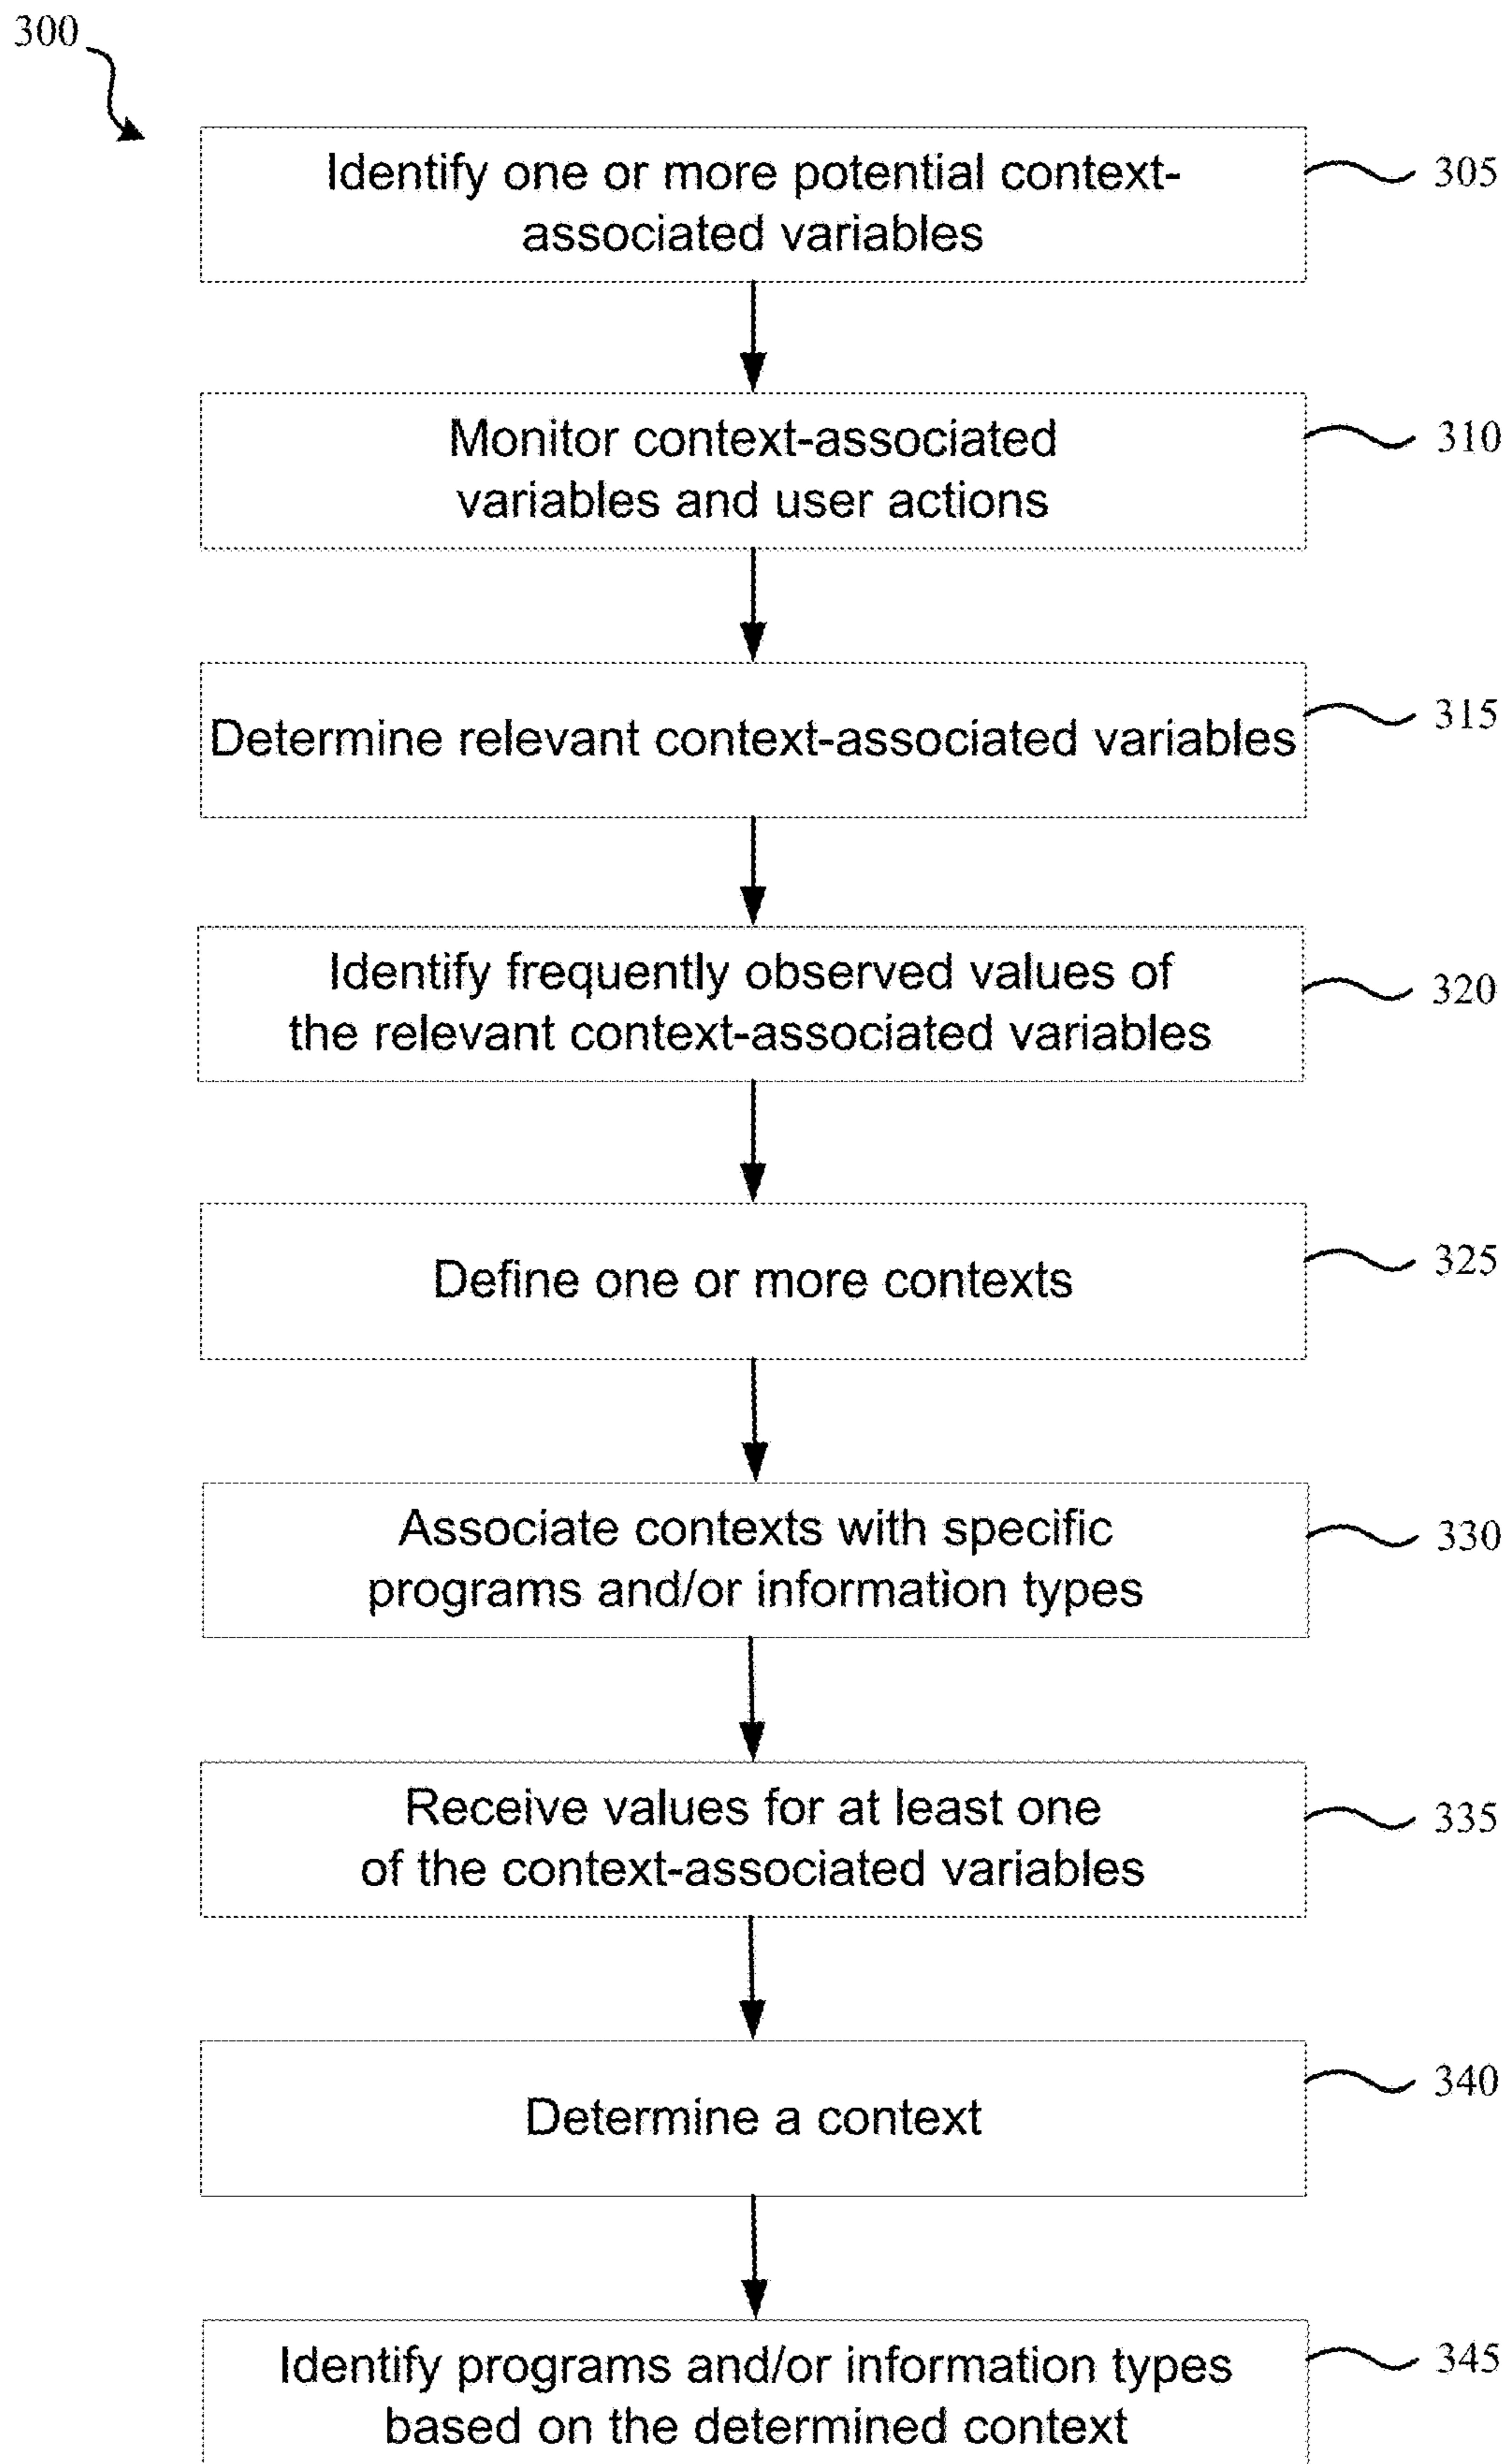 300
Identify one or more potential context-
associated variables
305
Monitor context-associated
variables and user actions
310
Determine relevant context-associated variables
315
Identify frequently observed values of
the relevant context-associated variables
320
Define one or more contexts
325
Associate contexts with specific
programs and/or information types
330
Receive values for at least one
of the context-associated variables
335
Determine a context
340
Identify programs and/or information types
based on the determined context
345